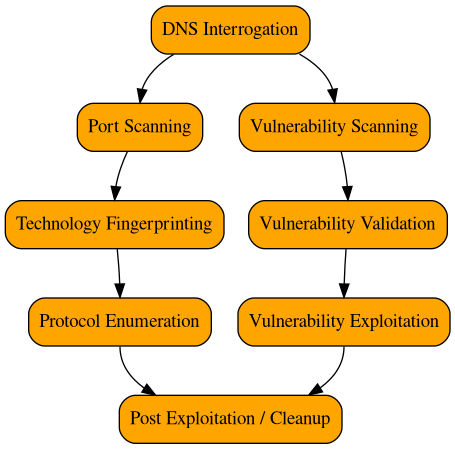 DNS Interrogation
Port Scanning
Vulnerability Scanning
Technology Fingerprinting
Vulnerability Validation
Protocol Enumeration
Vulnerability Exploitation
Post Exploitation / Cleanup